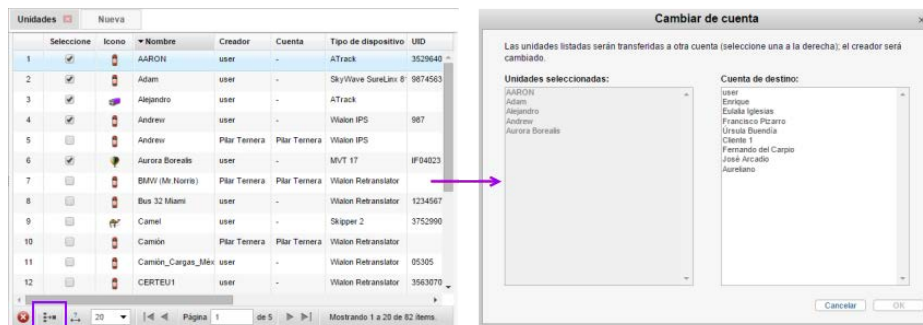 Unidades
Nueva
Seleccione Icono Nombre Creador Cuenta Tipo de dispositivo UID
1 AARON user - ATrack 3529640
2 Adam user - SkyWave SureLinx 8 9874563
3 Alejandro user - ATrack
4 Andrew user - Wialon IPS 987
5 Andrew Pilar Ternera Pilar Ternera Wialon IPS
6 Aurora Borealis user - MVT 17 IF04023
7 BMW (Mr.Norris) Pilar Ternera Pilar Ternera Wialon Retranslator
8 Bus 32 Miami user - Wialon Retranslator 1234567
9 Camel user - Skipper 2 3752990
10 Camión Pilar Ternera Pilar Ternera Wialon Retranslator
11 Camión_Cargas_Méx user - Wialon Retranslator 05305
12 CERTEU1 user - Wialon Retranslator 3563070
20 Página 1 de 5 Mostrando 1 a 20 de 82 ítems.
Cambiar de cuenta
Las unidades listadas serán transferidas a otra cuenta (seleccione una a la derecha); el creador será
cambiado.
Unidades seleccionadas:
AARON
Adam
Alejandro
Andrew
Aurora Borealis
Cuenta de destino:
user
Enrique
Eulalia Iglesias
Francisco Pizarro
Úrsula Buendía
Cliente 1
Fernando del Carpio
José Arcadio
Aureliano
Cancelar
OK